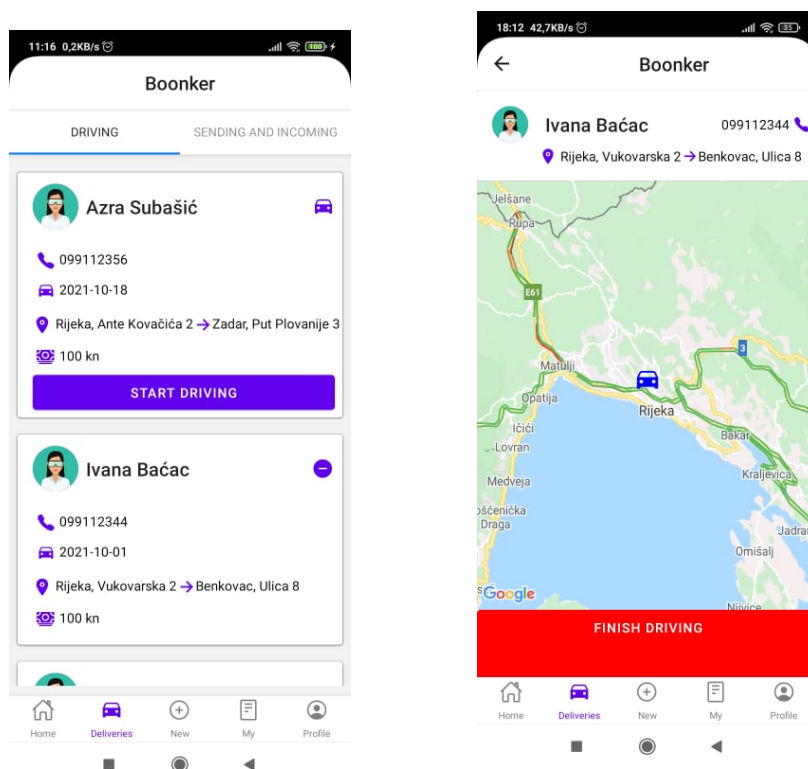 11:16 0,2KB/s 100
Boonker
DRIVING SENDING AND INCOMING
Azra Subašić
099112356
2021-10-18
Rijeka, Ante Kovačića 2 → Zadar, Put Plovanije 3
100 kn
START DRIVING
Ivana Baćac
099112344
2021-10-01
Rijeka, Vukovarska 2 → Benkovac, Ulica 8
100 kn
Home Deliveries New My Profile
18:12 42,7KB/s 35
Boonker
Ivana Baćac 099112344
Rijeka, Vukovarska 2 → Benkovac, Ulica 8
Jelšane
Rupa
E61
3
Matulji
Opatija
Rijeka
Ičići
Bakar
Lovran
Kraljevica
Medveja
ošćenička
Draga
Jadra
Omišalj
Google
Njivice
FINISH DRIVING
Home Deliveries New My Profile